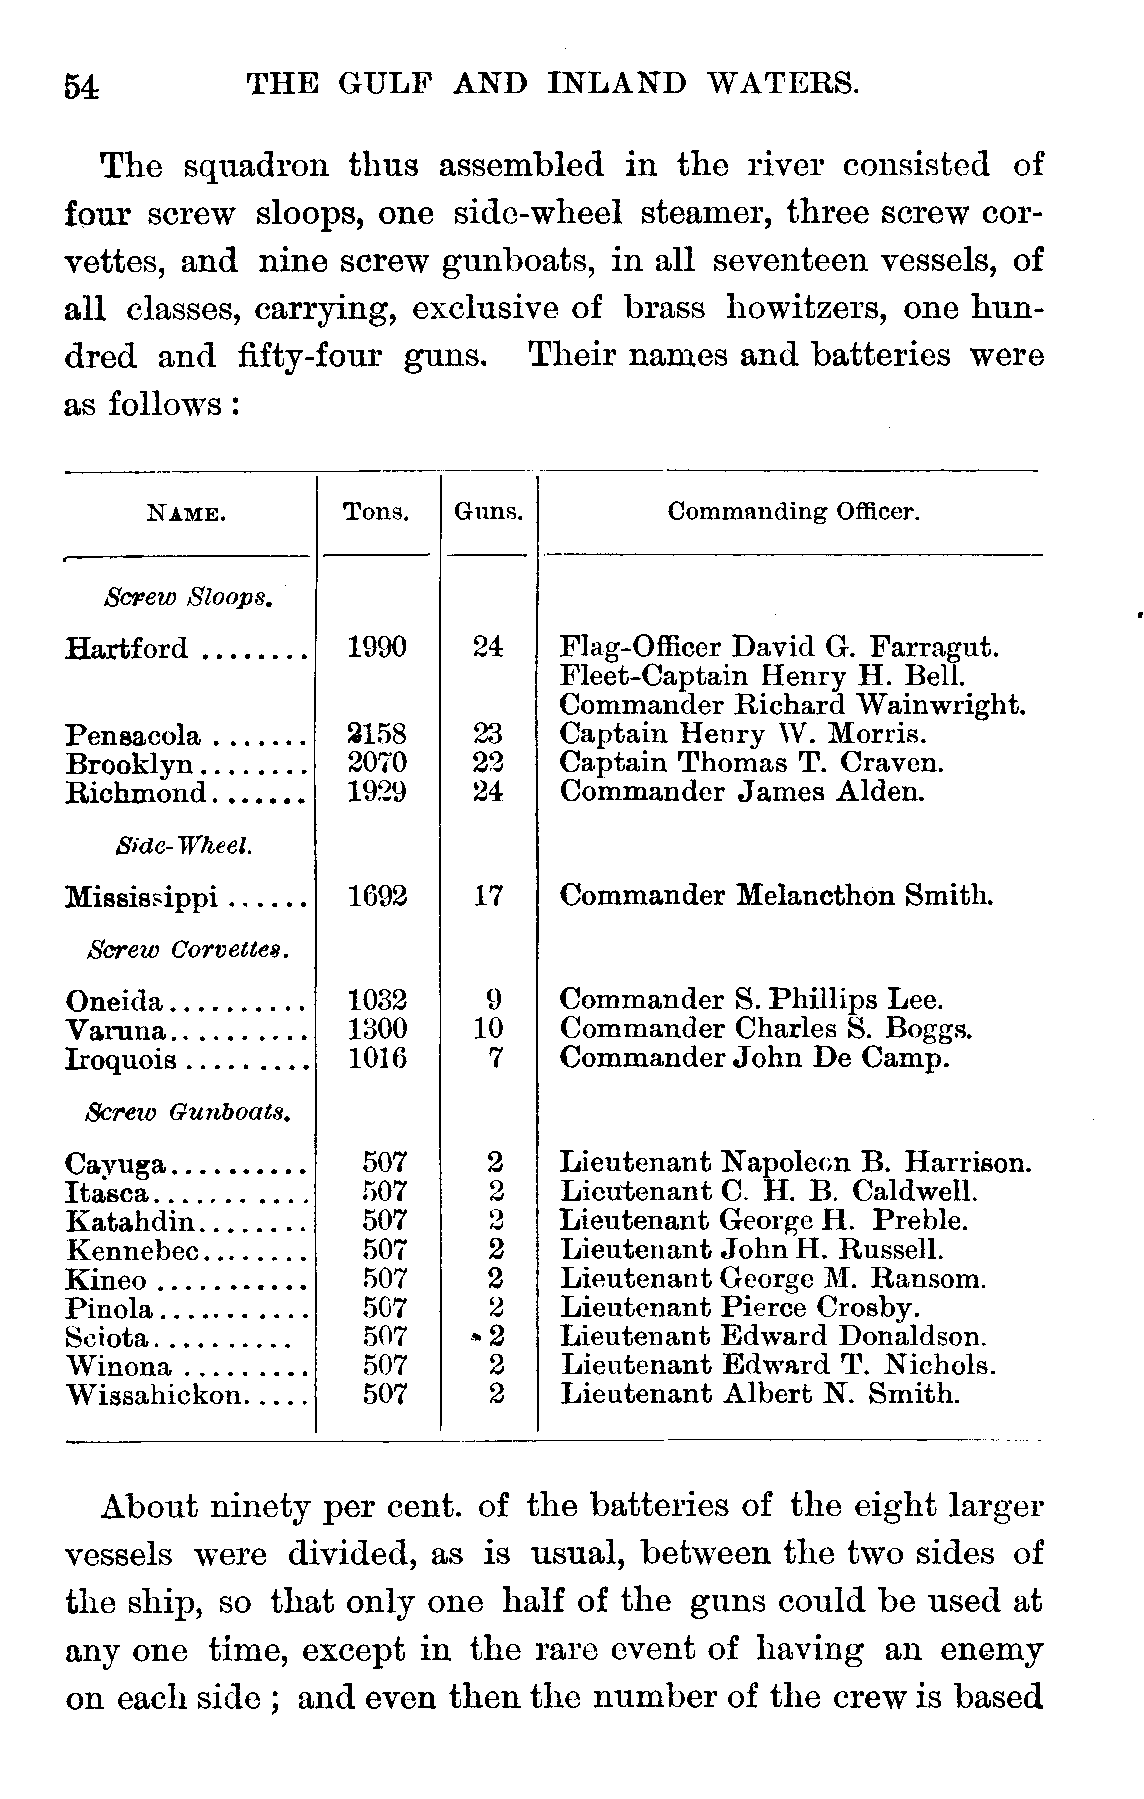 54 THE GULF AND INLAND WATERS.
The squadron thus assembled in the river consisted of
four screw sloops, one side-wheel steamer, three screw cor-
vettes, and nine screw gunboats, in all seventeen vessels, of
all classes, carrying, exclusive of brass howitzers, one hun-
dred and fifty-four guns. Their names and batteries were
as follows :
NAME. Tons. Guns. Commanding Officer.
Screw Sloops.
Hartford ........ 1990 24 Flag-Officer David G. Farragut.
Fleet-Captain Henry H. Bell.
Commander Richard Wainwright.
Pensacola ....... 2158 23 Captain Henry W. Morris.
Brooklyn........ 2070 22 Captain Thomas T. Craven.
Richmond....... 1929 24 Commander James Alden.
Side-Wheel.
Mississippi ...... 1692 17 Commander Melancthon Smith.
Screw Corvettes.
Oneida.......... 1032 9 Commander S. Phillips Lee.
Varuna.......... 1300 10 Commander Charles S. Boggs.
Iroquois ......... 1016 7 Commander John De Camp.
Screw Gunboats.
Cayuga.......... 507 2 Lieutenant Napoleon B. Harrison.
Itasca........... 507 2 Lieutenant C. H. B. Caldwell.
Katahdin........ 507 2 Lieutenant George H. Preble.
Kennebec........ 507 2 Lieutenant John H. Russell.
Kineo ........... 507 2 Lieutenant George M. Ransom.
Pinola........... 507 2 Lieutenant Pierce Crosby.
Sciota.......... 507 2 Lieutenant Edward Donaldson.
Winona ......... 507 2 Lieutenant Edward T. Nichols.
Wissahickon..... 507 2 Lieutenant Albert N. Smith.
About ninety per cent. of the batteries of the eight larger
vessels were divided, as is usual, between the two sides of
the ship, so that only one half of the guns could be used at
any one time, except in the rare event of having an enemy
on each side ; and even then the number of the crew is based